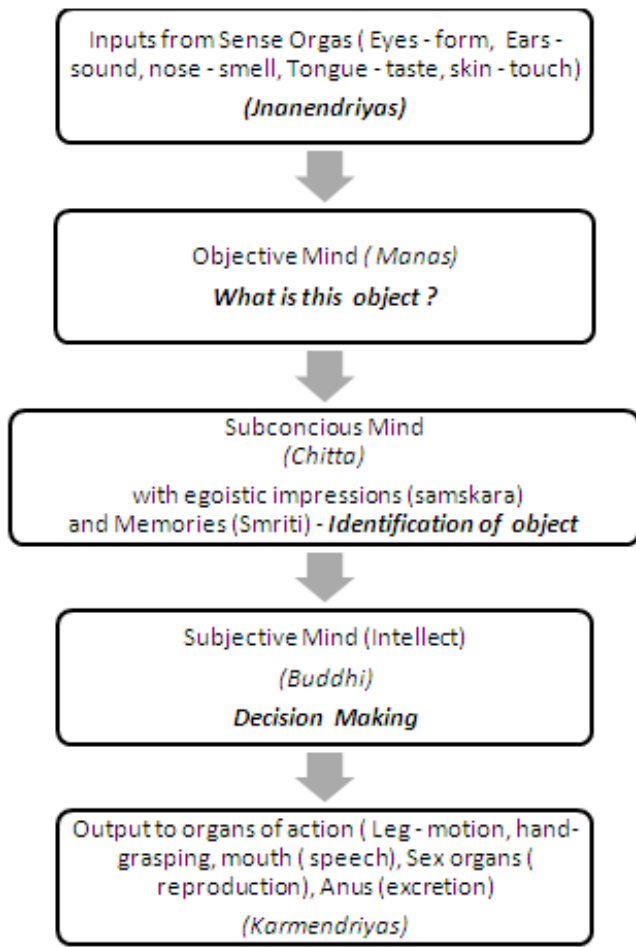 Inputs from Sense Orgas ( Eyes - form,  Ears -
sound, nose - smell, Tongue - taste, skin - touch)
(Jnanendriyas)
Objective Mind ( Manas)
What is this  object ?
Subconcious Mind
(Chitta)
with egoistic impressions (samskara)
and Memories (Smriti) - Identification of  object
Subjective Mind (Intellect)
(Buddhi)
Decision  Making
Output to organs of action ( Leg - motion, hand-
grasping, mouth ( speech), Sex organs (
reproduction), Anus (excretion)
(Karmendriyas)